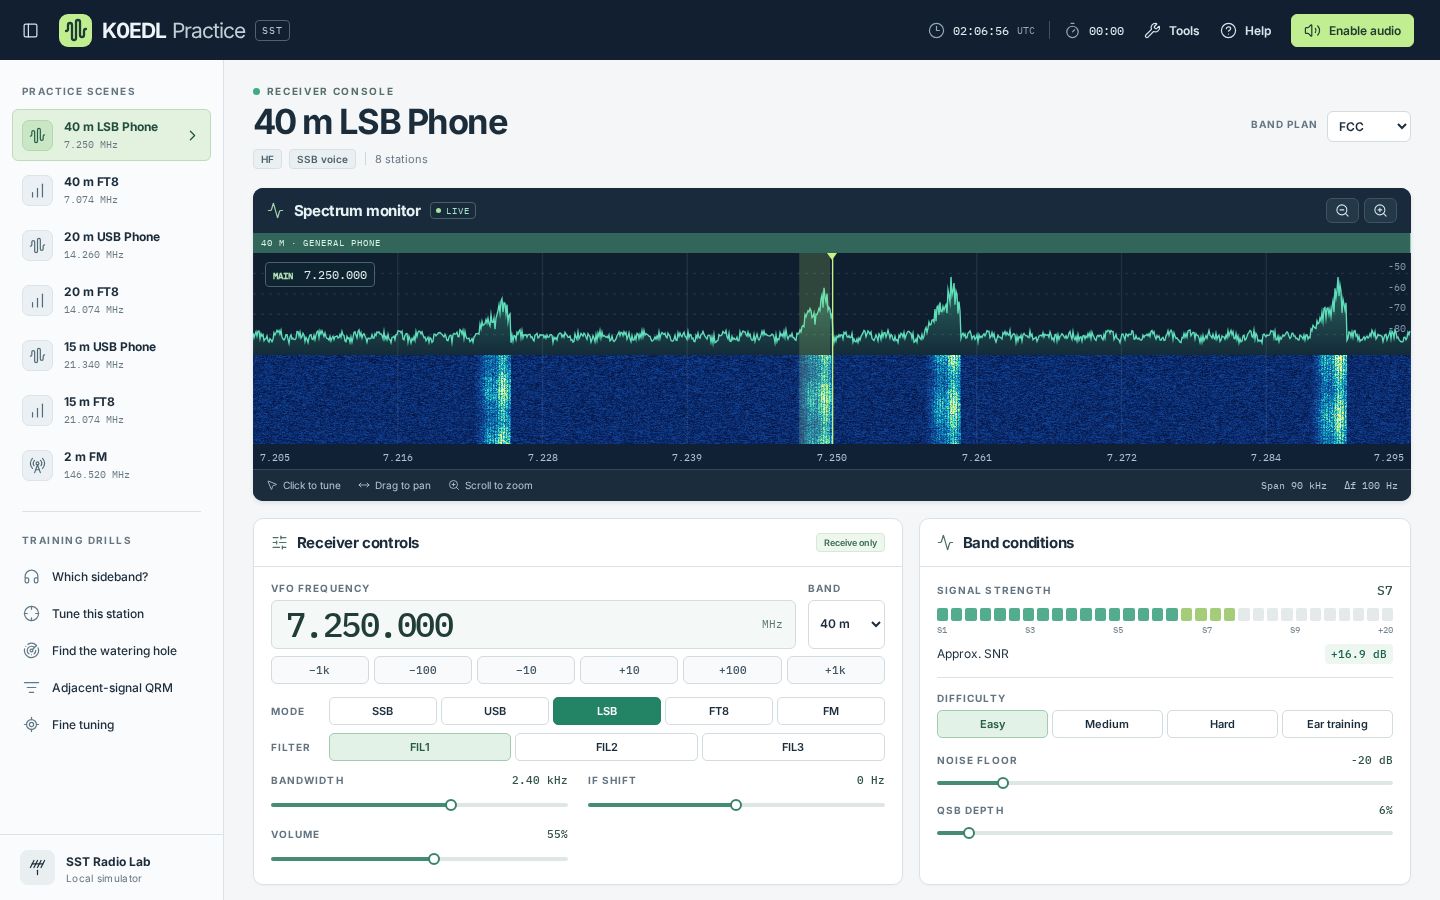 K0EDL Practice SST
02:06:56 UTC
00:00
Tools
Help
Enable audio
PRACTICE SCENES
40 m LSB Phone
7.250 MHz
40 m FT8
7.074 MHz
20 m USB Phone
14.260 MHz
20 m FT8
14.074 MHz
15 m USB Phone
21.340 MHz
15 m FT8
21.074 MHz
2 m FM
146.520 MHz
TRAINING DRILLS
Which sideband?
Tune this station
Find the watering hole
Adjacent-signal QRM
Fine tuning
SST Radio Lab
Local simulator
RECEIVER CONSOLE
40 m LSB Phone
HF SSB voice 8 stations
BAND PLAN FCC
Spectrum monitor LIVE
40 M · GENERAL PHONE
MAIN 7.250.000
-50
-60
-70
-80
7.205 7.216 7.228 7.239 7.250 7.261 7.272 7.284 7.295
Click to tune Drag to pan Scroll to zoom Span 90 kHz Δf 100 Hz
Receiver controls Receive only
VFO FREQUENCY BAND
7.250.000 MHz 40 m
−1k −100 −10 +10 +100 +1k
MODE SSB USB LSB FT8 FM
FILTER FIL1 FIL2 FIL3
BANDWIDTH 2.40 kHz IF SHIFT 0 Hz
VOLUME 55%
Band conditions
SIGNAL STRENGTH S7
S1 S3 S5 S7 S9 +20
Approx. SNR +16.9 dB
DIFFICULTY
Easy Medium Hard Ear training
NOISE FLOOR -20 dB
QSB DEPTH 6%